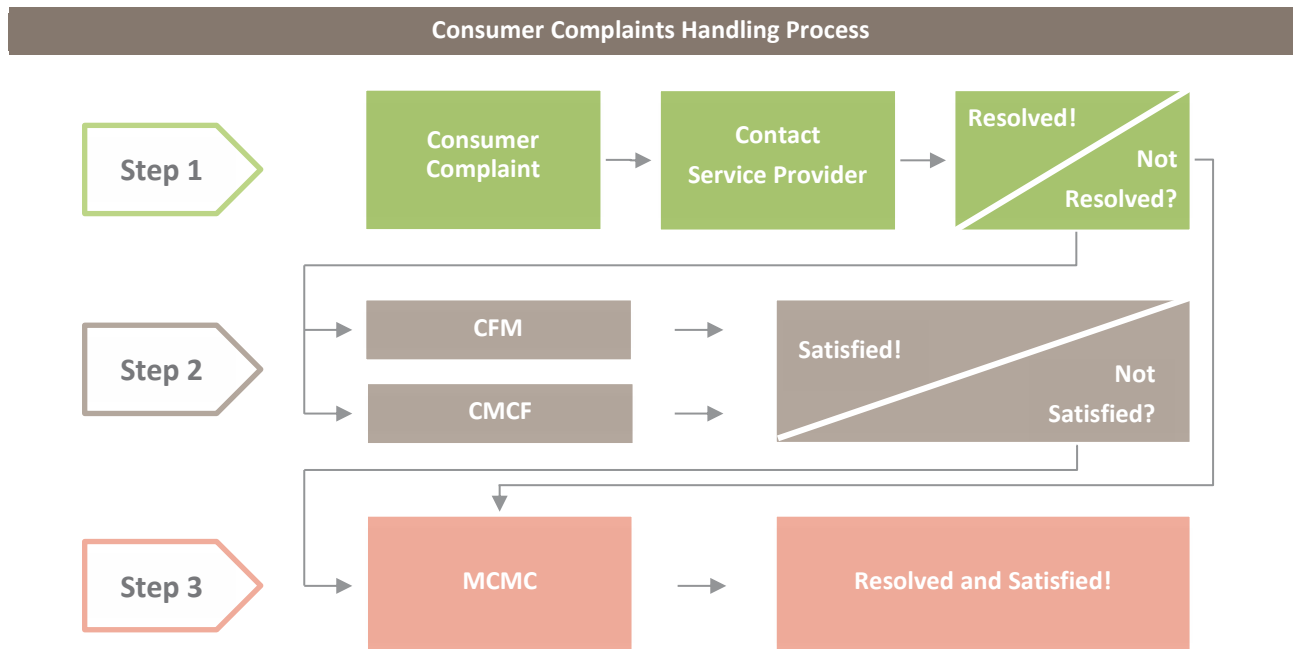 Consumer Complaints Handling Process
Step 1
Consumer
Complaint
Contact
Service Provider
Resolved!
Not
Resolved?
Step 2
CFM
CMCF
Satisfied!
Not
Satisfied?
Step 3
MCMC
Resolved and Satisfied!